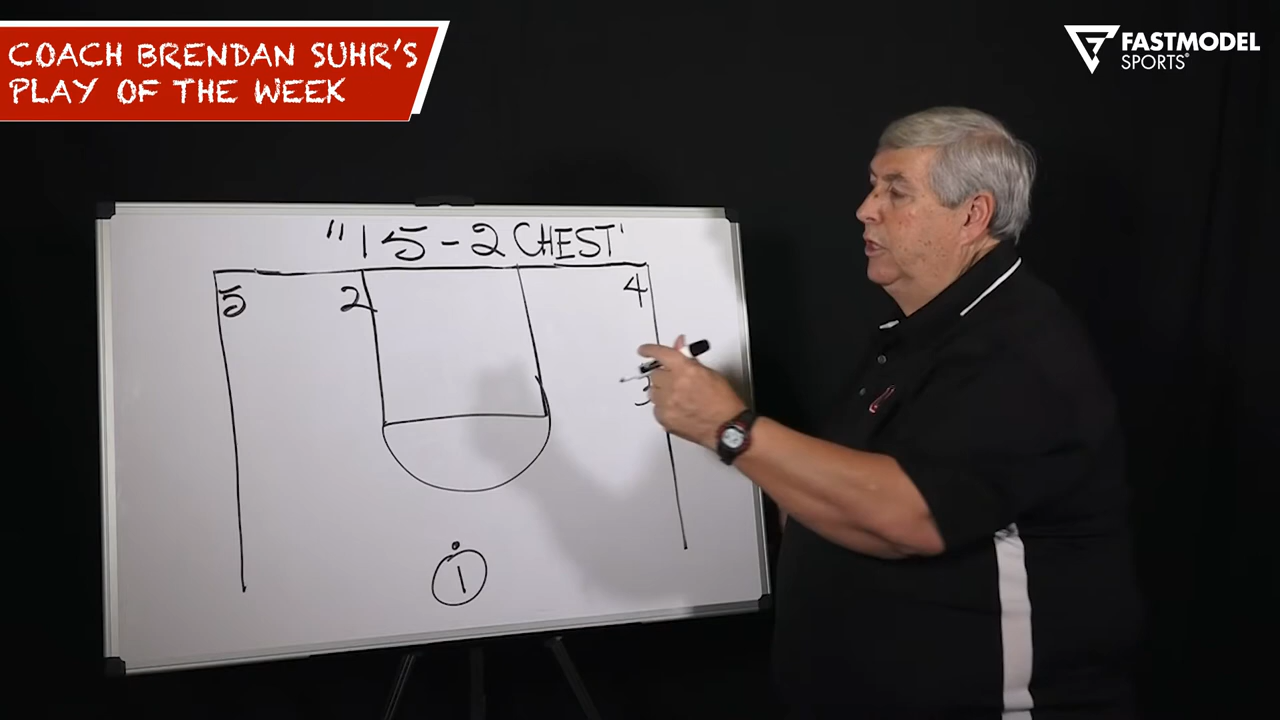 COACH BRENDAN SUHR'S
PLAY OF THE WEEK
FASTMODEL
SPORTS
"15-2 CHEST'
5 2 4
3
1